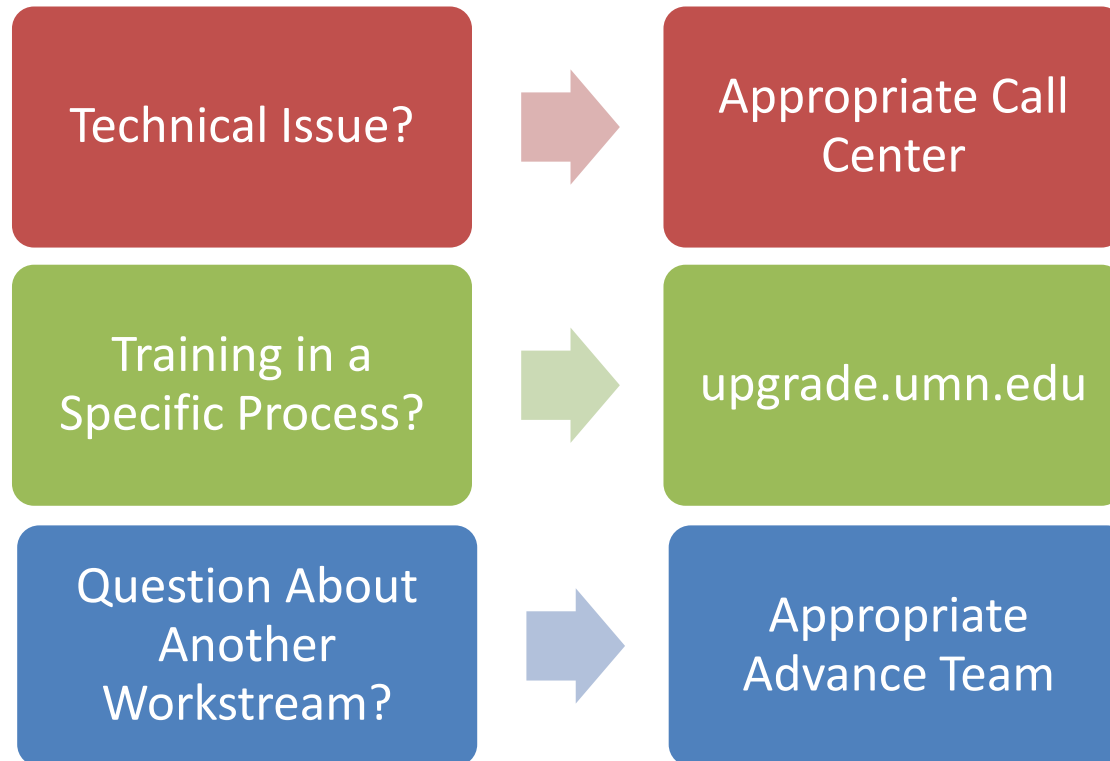 Technical Issue?
Appropriate Call
Center
Training in a
Specific Process?
upgrade.umn.edu
Question About
Another
Workstream?
Appropriate
Advance Team